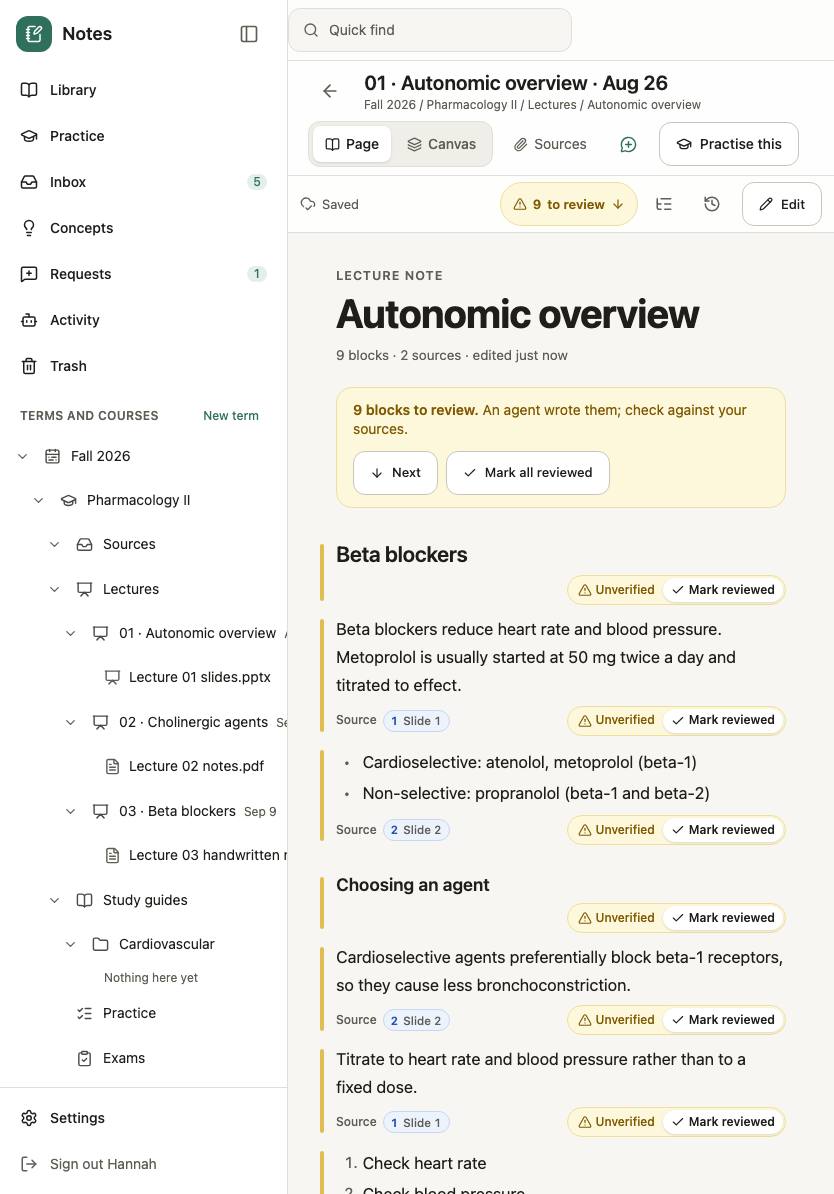 Notes
Library
Practice
Inbox 5
Concepts
Requests 1
Activity
Trash
TERMS AND COURSES New term
Fall 2026
Pharmacology II
Sources
Lectures
01 · Autonomic overview
Lecture 01 slides.pptx
02 · Cholinergic agents
Lecture 02 notes.pdf
03 · Beta blockers Sep 9
Lecture 03 handwritten
Study guides
Cardiovascular
Nothing here yet
Practice
Exams
Settings
Sign out Hannah
Quick find
01 · Autonomic overview · Aug 26
Fall 2026 / Pharmacology II / Lectures / Autonomic overview
Page Canvas Sources Practise this
Saved 9 to review Edit
LECTURE NOTE
Autonomic overview
9 blocks · 2 sources · edited just now
9 blocks to review. An agent wrote them; check against your
sources.
Next Mark all reviewed
Beta blockers
Unverified Mark reviewed
Beta blockers reduce heart rate and blood pressure.
Metoprolol is usually started at 50 mg twice a day and
titrated to effect.
Source 1 Slide 1 Unverified Mark reviewed
• Cardioselective: atenolol, metoprolol (beta-1)
• Non-selective: propranolol (beta-1 and beta-2)
Source 2 Slide 2 Unverified Mark reviewed
Choosing an agent
Unverified Mark reviewed
Cardioselective agents preferentially block beta-1 receptors,
so they cause less bronchoconstriction.
Source 2 Slide 2 Unverified Mark reviewed
Titrate to heart rate and blood pressure rather than to a
fixed dose.
Source 1 Slide 1 Unverified Mark reviewed
1. Check heart rate
2. Check blood pressure